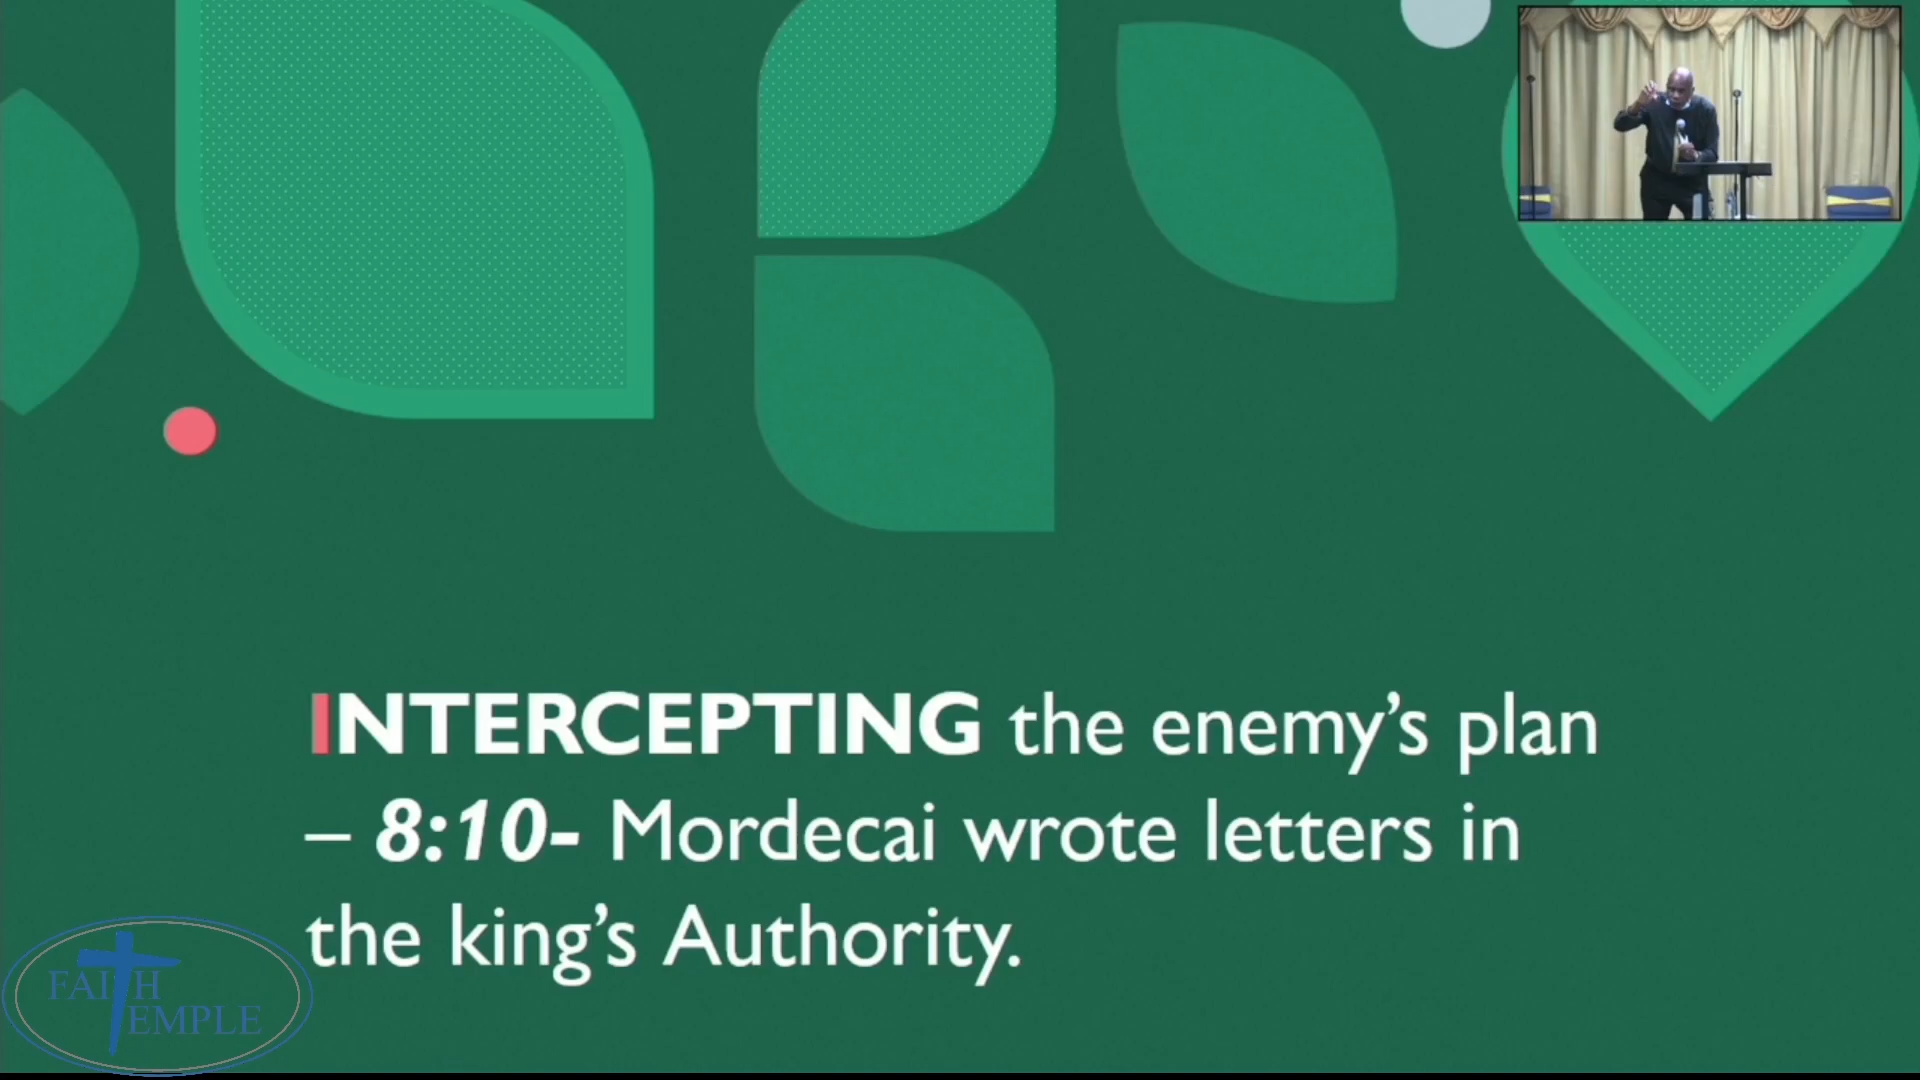 INTERCEPTING the enemy’s plan
– 8:10- Mordecai wrote letters in
the king’s Authority.
FAITH
TEMPLE